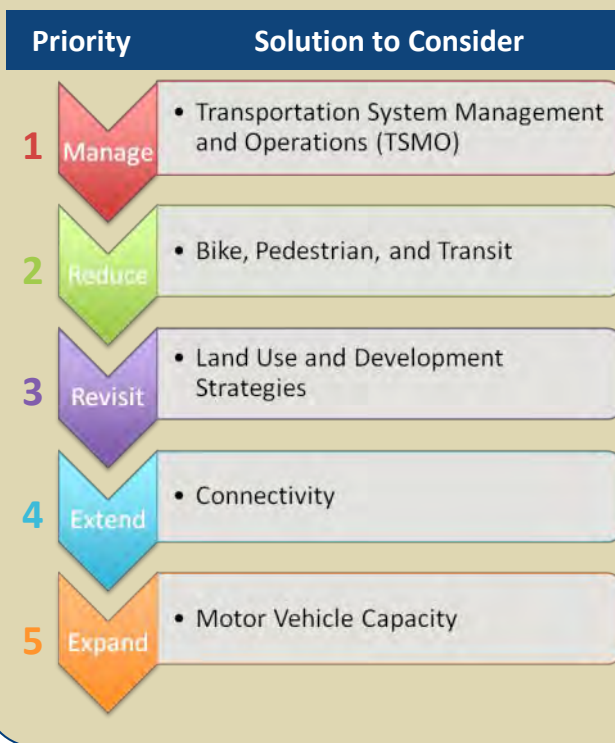 Priority Solution to Consider
1 Manage • Transportation System Management
and Operations (TSMO)
2 Reduce • Bike, Pedestrian, and Transit
3 Revisit • Land Use and Development
Strategies
4 Extend • Connectivity
5 Expand • Motor Vehicle Capacity